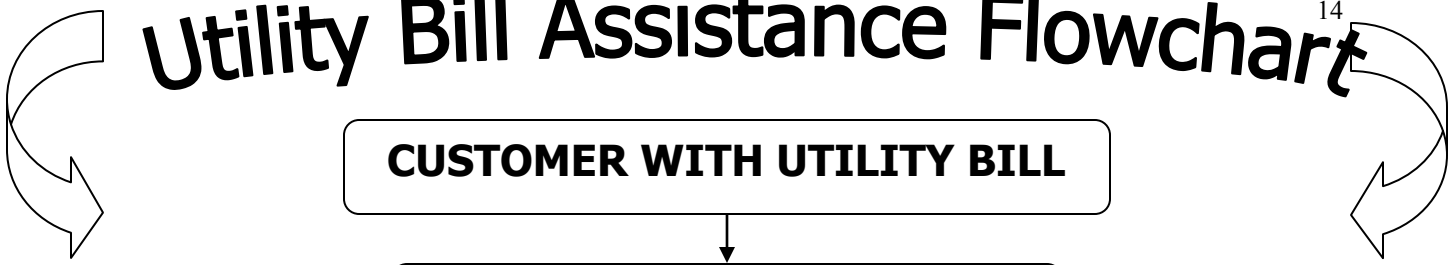 14
Utility Bill Assistance Flowchart
CUSTOMER WITH UTILITY BILL